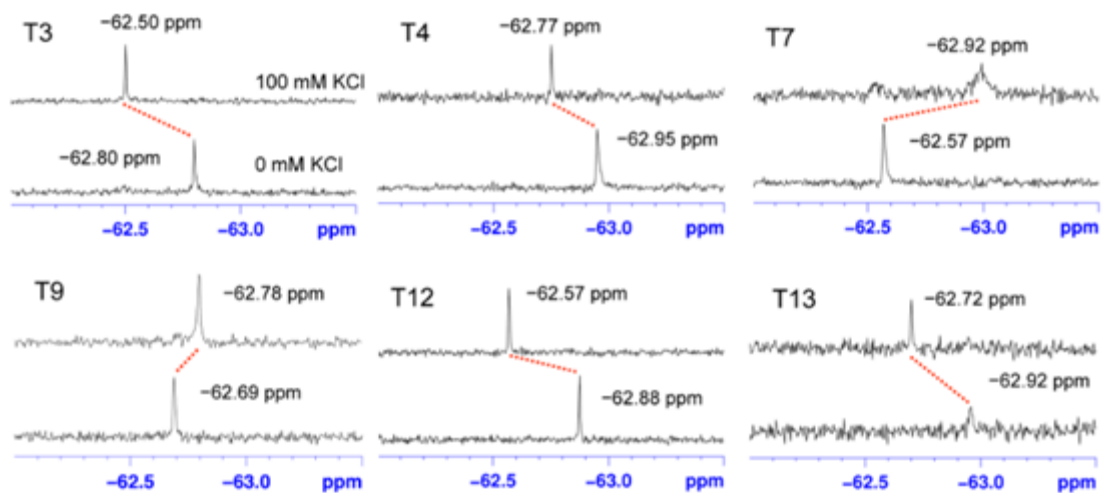 T3
−62.50 ppm
100 mM KCl
−62.80 ppm
0 mM KCl
−62.5 −63.0 ppm
T4
−62.77 ppm
−62.95 ppm
−62.5 −63.0 ppm
T7
−62.92 ppm
−62.57 ppm
−62.5 −63.0 ppm
T9
−62.78 ppm
−62.69 ppm
−62.5 −63.0 ppm
T12
−62.57 ppm
−62.88 ppm
−62.5 −63.0 ppm
T13
−62.72 ppm
−62.92 ppm
−62.5 −63.0 ppm